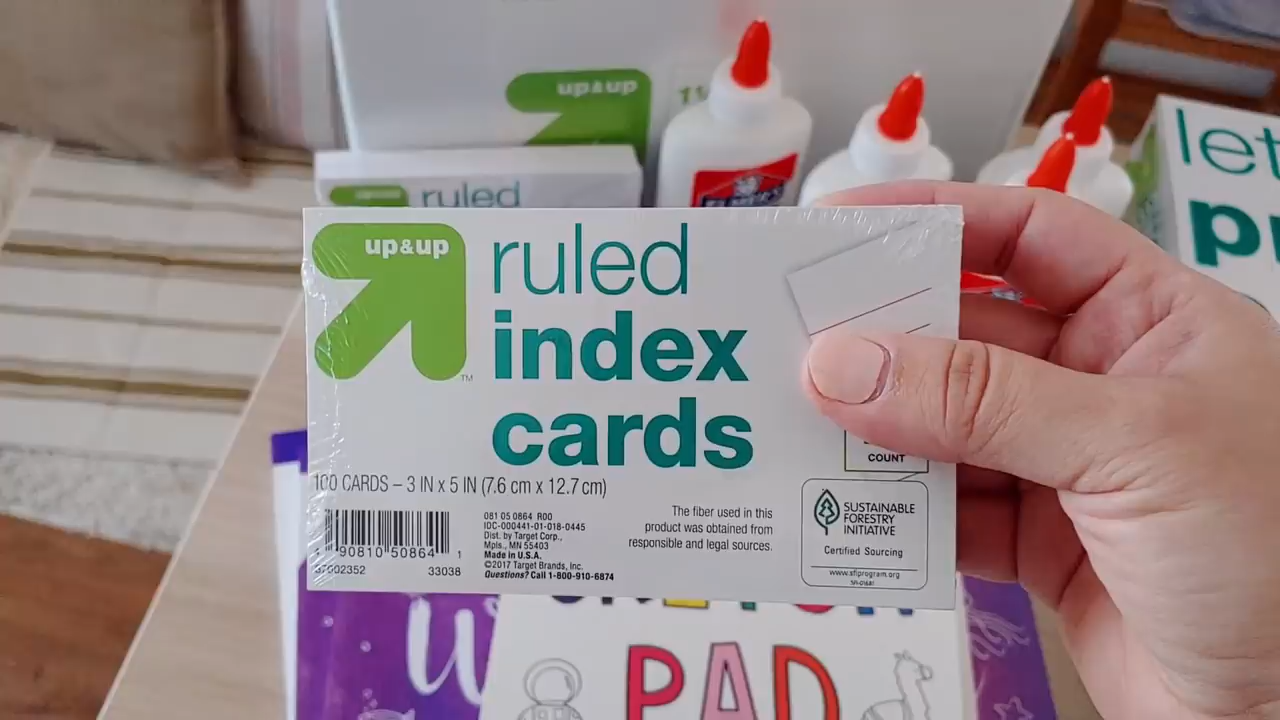 up&up
ruled
let
up&up
ruled
index
cards
100 CARDS – 3 IN x 5 IN (7.6 cm x 12.7 cm)
COUNT
081 05 0864 R00
IDC-000441-01-018-0445
Dist. by Target Corp.,
Mpls., MN 55403
Made in U.S.A.
©2017 Target Brands, Inc.
Questions? Call 1-800-910-6874
The fiber used in this
product was obtained from
responsible and legal sources.
SUSTAINABLE
FORESTRY
INITIATIVE
Certified Sourcing
www.sfiprogram.org
90810 50864 1
37602352 33038
PAD